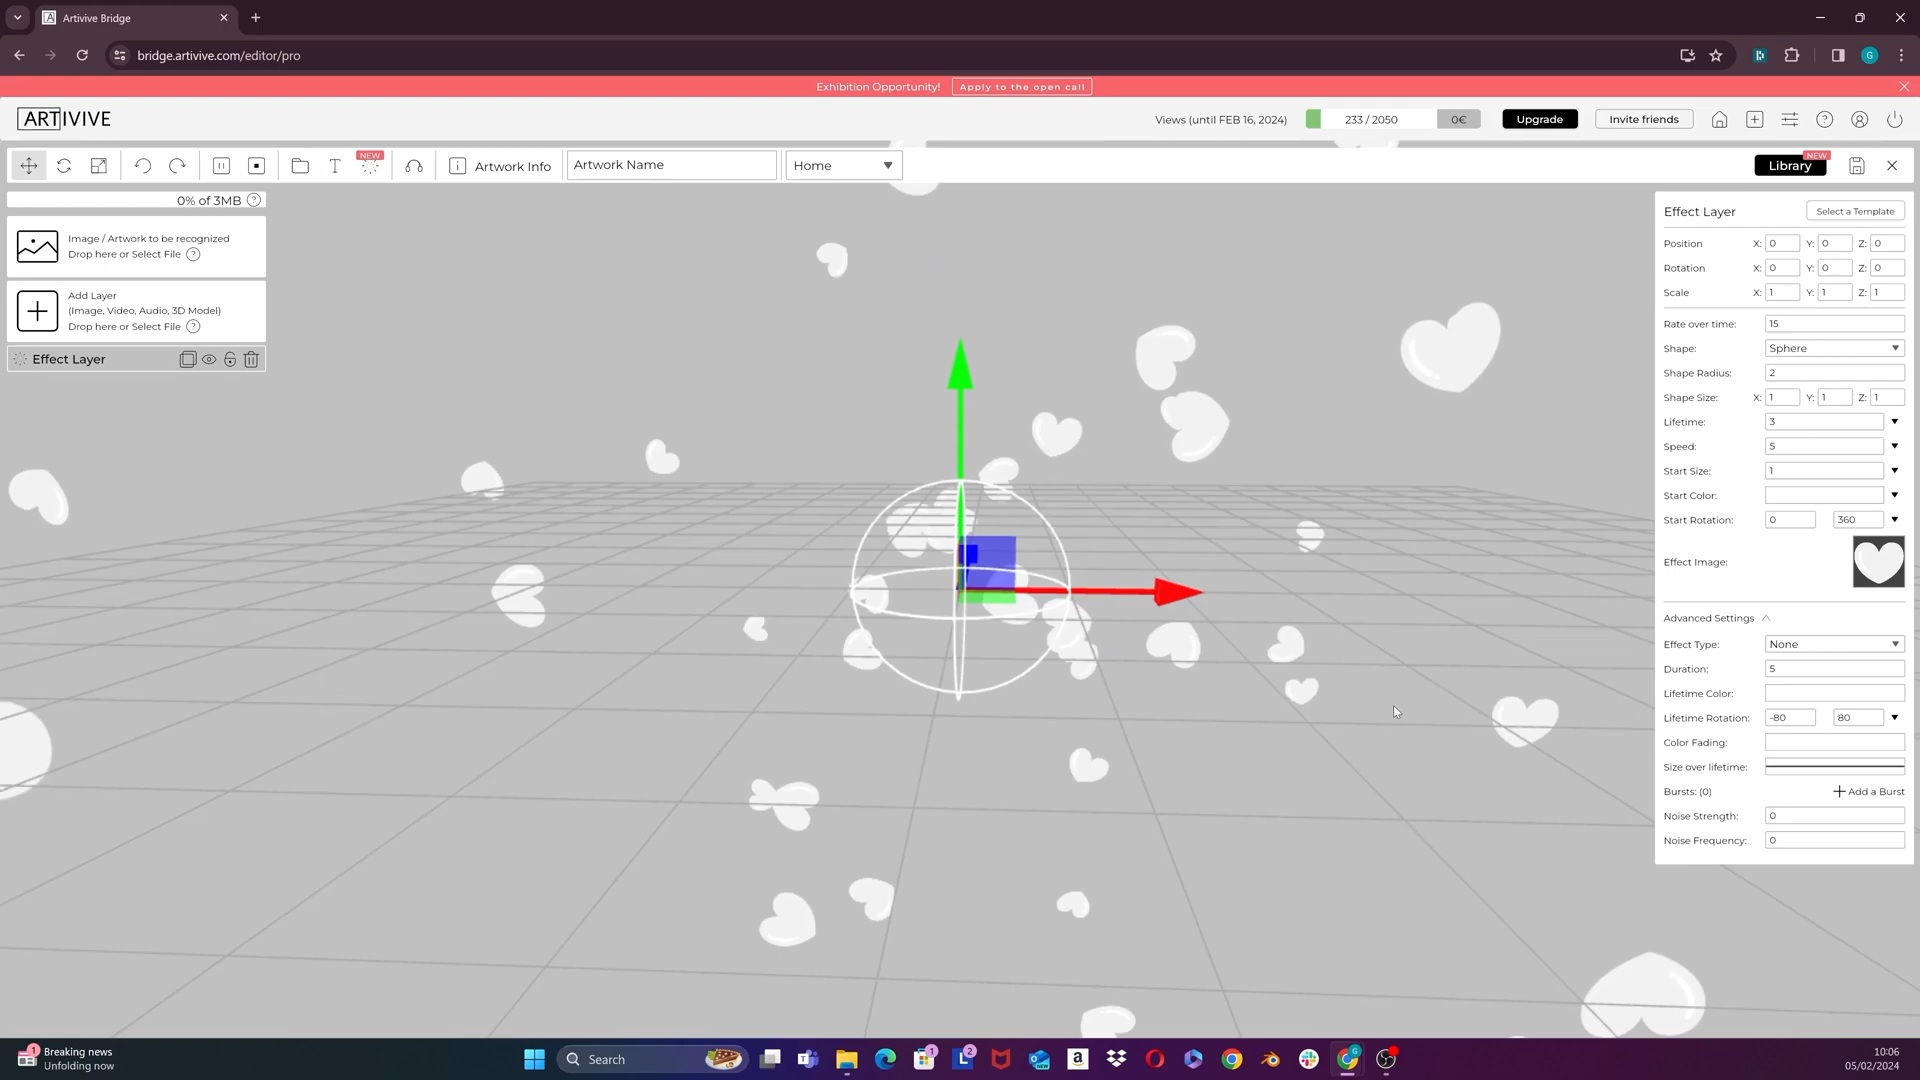 Artivive Bridge
bridge.artivive.com/editor/pro
Exhibition Opportunity! Apply to the open call
ARTIVIVE
Views (until FEB 16, 2024) 233 / 2050 0€ Upgrade Invite friends
NEW
Artwork Info Artwork Name Home
NEW
Library
0% of 3MB ?
Image / Artwork to be recognized
Drop here or Select File ?
Add Layer
(Image, Video, Audio, 3D Model)
Drop here or Select File ?
Effect Layer
Effect Layer Select a Template
Position X: 0 Y: 0 Z: 0
Rotation X: 0 Y: 0 Z: 0
Scale X: 1 Y: 1 Z: 1
Rate over time: 15
Shape: Sphere
Shape Radius: 2
Shape Size: X: 1 Y: 1 Z: 1
Lifetime: 3
Speed: 5
Start Size: 1
Start Color:
Start Rotation: 0 360
Effect Image:
Advanced Settings
Effect Type: None
Duration: 5
Lifetime Color:
Lifetime Rotation: -80 80
Color Fading:
Size over lifetime:
Bursts: (0) + Add a Burst
Noise Strength: 0
Noise Frequency: 0
1 Breaking news
Unfolding now
Search
1
L 2
NEW
a
G
10:06
05/02/2024